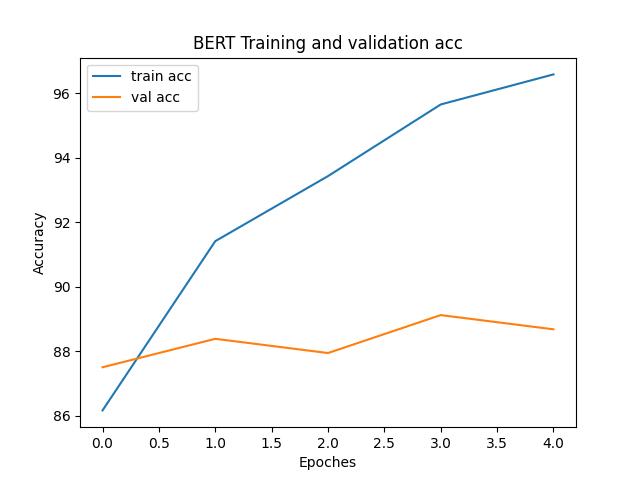 BERT Training and validation acc
train acc
val acc
96
94
92
90
88
86
Accuracy
0.0 0.5 1.0 1.5 2.0 2.5 3.0 3.5 4.0
Epoches